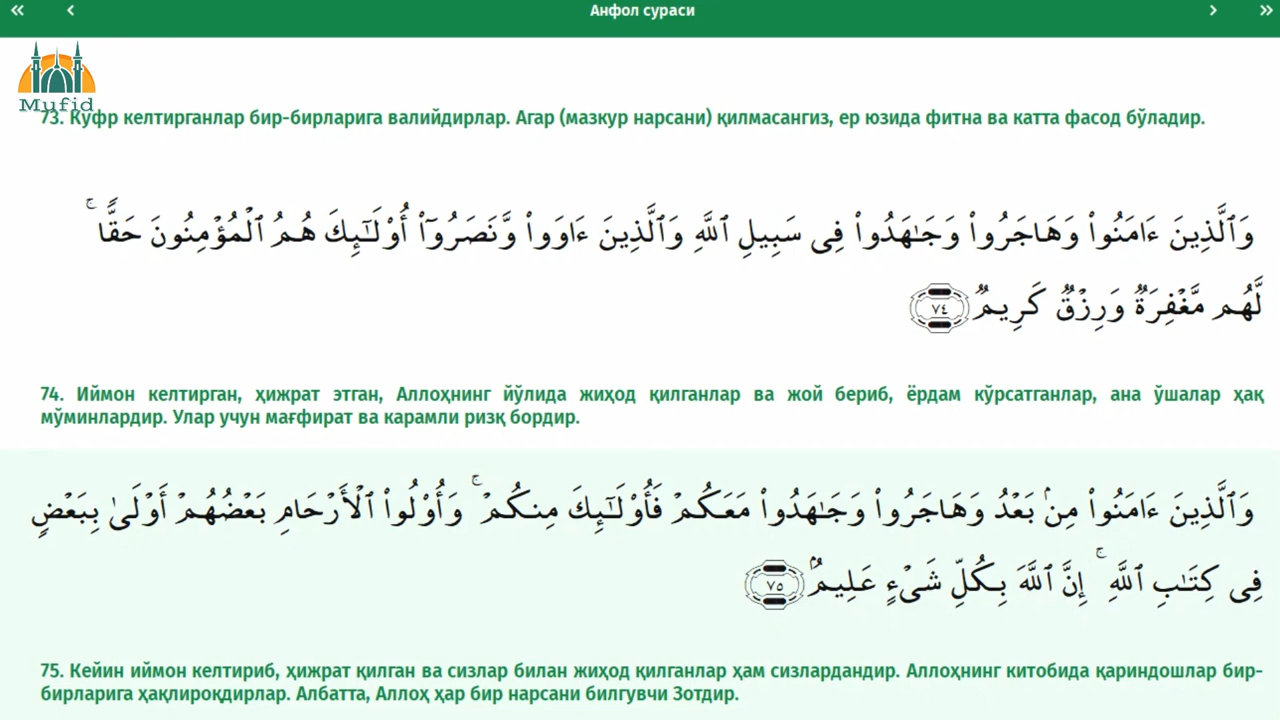 Анфол сураси
Mufid
73. Куфр келтирганлар бир-бирларига валийдирлар. Агар (мазкур нарсани) қилмасангиз, ер юзида фитна ва катта фасод бўладир.
وَٱلَّذِينَ ءَامَنُوا۟ وَهَاجَرُوا۟ وَجَـٰهَدُوا۟ فِى سَبِيلِ ٱللَّهِ وَٱلَّذِينَ ءَاوَوا۟ وَّنَصَرُوٓا۟ أُو۟لَـٰٓئِكَ هُمُ ٱلْمُؤْمِنُونَ حَقًّا ۚ
لَّهُم مَّغْفِرَةٌ وَرِزْقٌ كَرِيمٌ ٧٤
74. Иймон келтирган, ҳижрат этган, Аллоҳнинг йўлида жиҳод қилганлар ва жой бериб, ёрдам кўрсатганлар, ана ўшалар ҳақ
мўминлардир. Улар учун мағфират ва карамли ризқ бордир.
وَٱلَّذِينَ ءَامَنُوا۟ مِنۢ بَعْدُ وَهَاجَرُوا۟ وَجَـٰهَدُوا۟ مَعَكُمْ فَأُو۟لَـٰٓئِكَ مِنكُمْ ۚ وَأُو۟لُوا۟ ٱلْأَرْحَامِ بَعْضُهُمْ أَوْلَىٰ بِبَعْضٍ
فِى كِتَـٰبِ ٱللَّهِ ۚ إِنَّ ٱللَّهَ بِكُلِّ شَىْءٍ عَلِيمٌۢ ٧٥
75. Кейин иймон келтириб, ҳижрат қилган ва сизлар билан жиҳод қилганлар ҳам сизлардандир. Аллоҳнинг китобида қариндошлар бир-
бирларига ҳақлироқдирлар. Албатта, Аллоҳ ҳар бир нарсани билгувчи Зотдир.